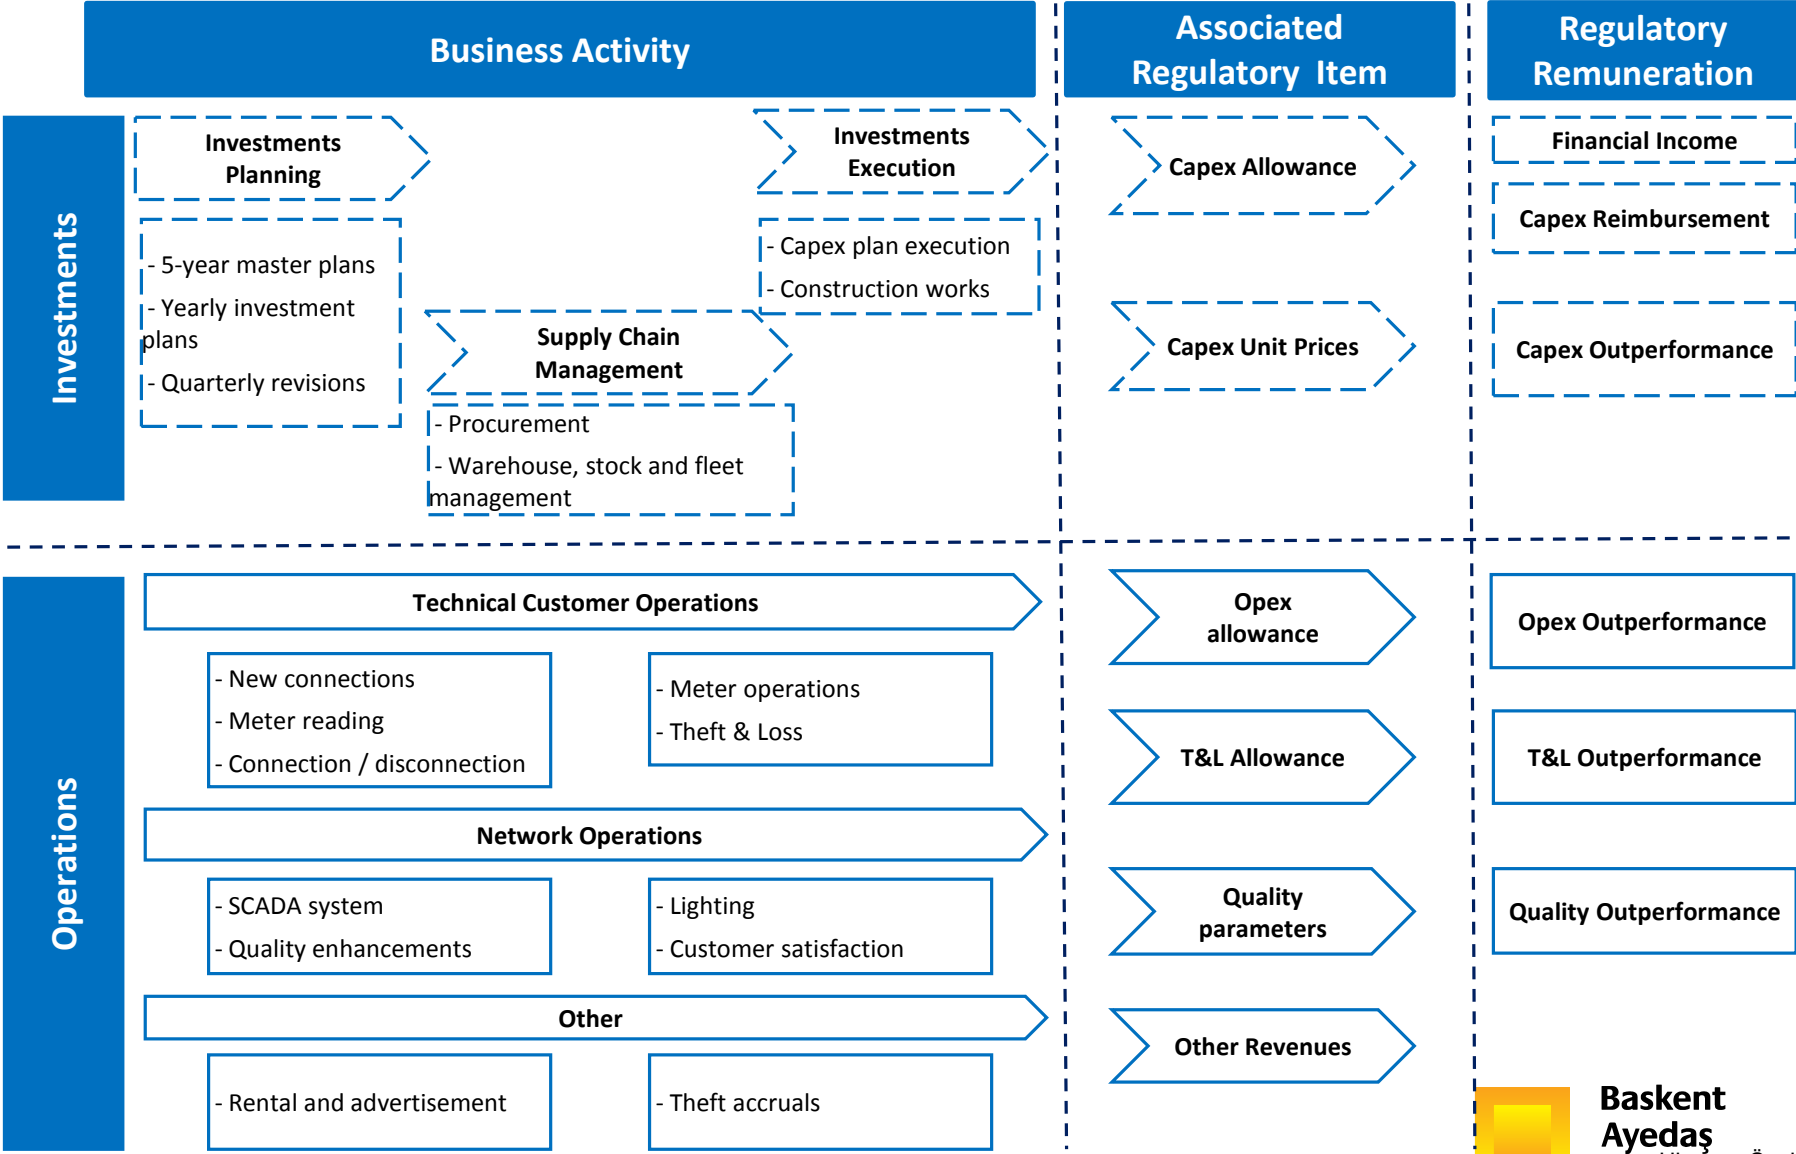 Business Activity
Associated
Regulatory Item
Regulatory
Remuneration
Investments
Investments
Planning
- 5-year master plans
- Yearly investment
plans
- Quarterly revisions
Supply Chain
Management
- Procurement
- Warehouse, stock and fleet
management
Investments
Execution
- Capex plan execution
- Construction works
Capex Allowance
Capex Unit Prices
Financial Income
Capex Reimbursement
Capex Outperformance
Operations
Technical Customer Operations
- New connections
- Meter reading
- Connection / disconnection
- Meter operations
- Theft & Loss
Network Operations
- SCADA system
- Quality enhancements
- Lighting
- Customer satisfaction
Other
- Rental and advertisement
- Theft accruals
Opex
allowance
T&L Allowance
Quality
parameters
Other Revenues
Opex Outperformance
T&L Outperformance
Quality Outperformance
Baskent
Ayedaş